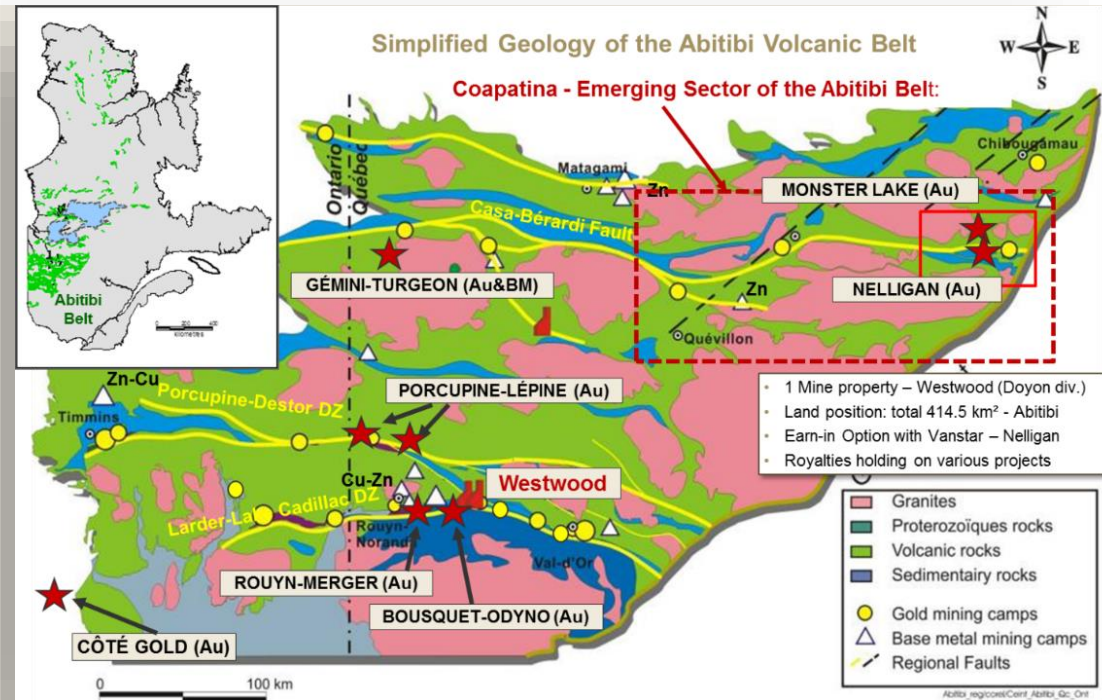 Simplified Geology of the Abitibi Volcanic Belt
N
W E
S
Coapatina - Emerging Sector of the Abitibi Belt:
Abitibi
Belt
0 200 400
kilometres
Ontario
Québec
Matagami
Zn
Chibougamau
MONSTER LAKE (Au)
Casa-Bérardi Fault
GÉMINI-TURGEON (Au&BM)
Zn
NELLIGAN (Au)
Quévillon
Zn-Cu
Timmins
Porcupine-Destor DZ
PORCUPINE-LÉPINE (Au)
• 1 Mine property – Westwood (Doyon div.)
• Land position: total 414.5 km² - Abitibi
• Earn-in Option with Vanstar – Nelligan
• Royalties holding on various projects
Cu-Zn
Westwood
Cadillac DZ
Rouyn-
Val-d'Or
ROUYN-MERGER (Au)
BOUSQUET-ODYNO (Au)
CÔTÉ GOLD (Au)
0 100 km
Granites
Proterozoïques rocks
Volcanic rocks
Sedimentairy rocks
Gold mining camps
Base metal mining camps
Regional Faults